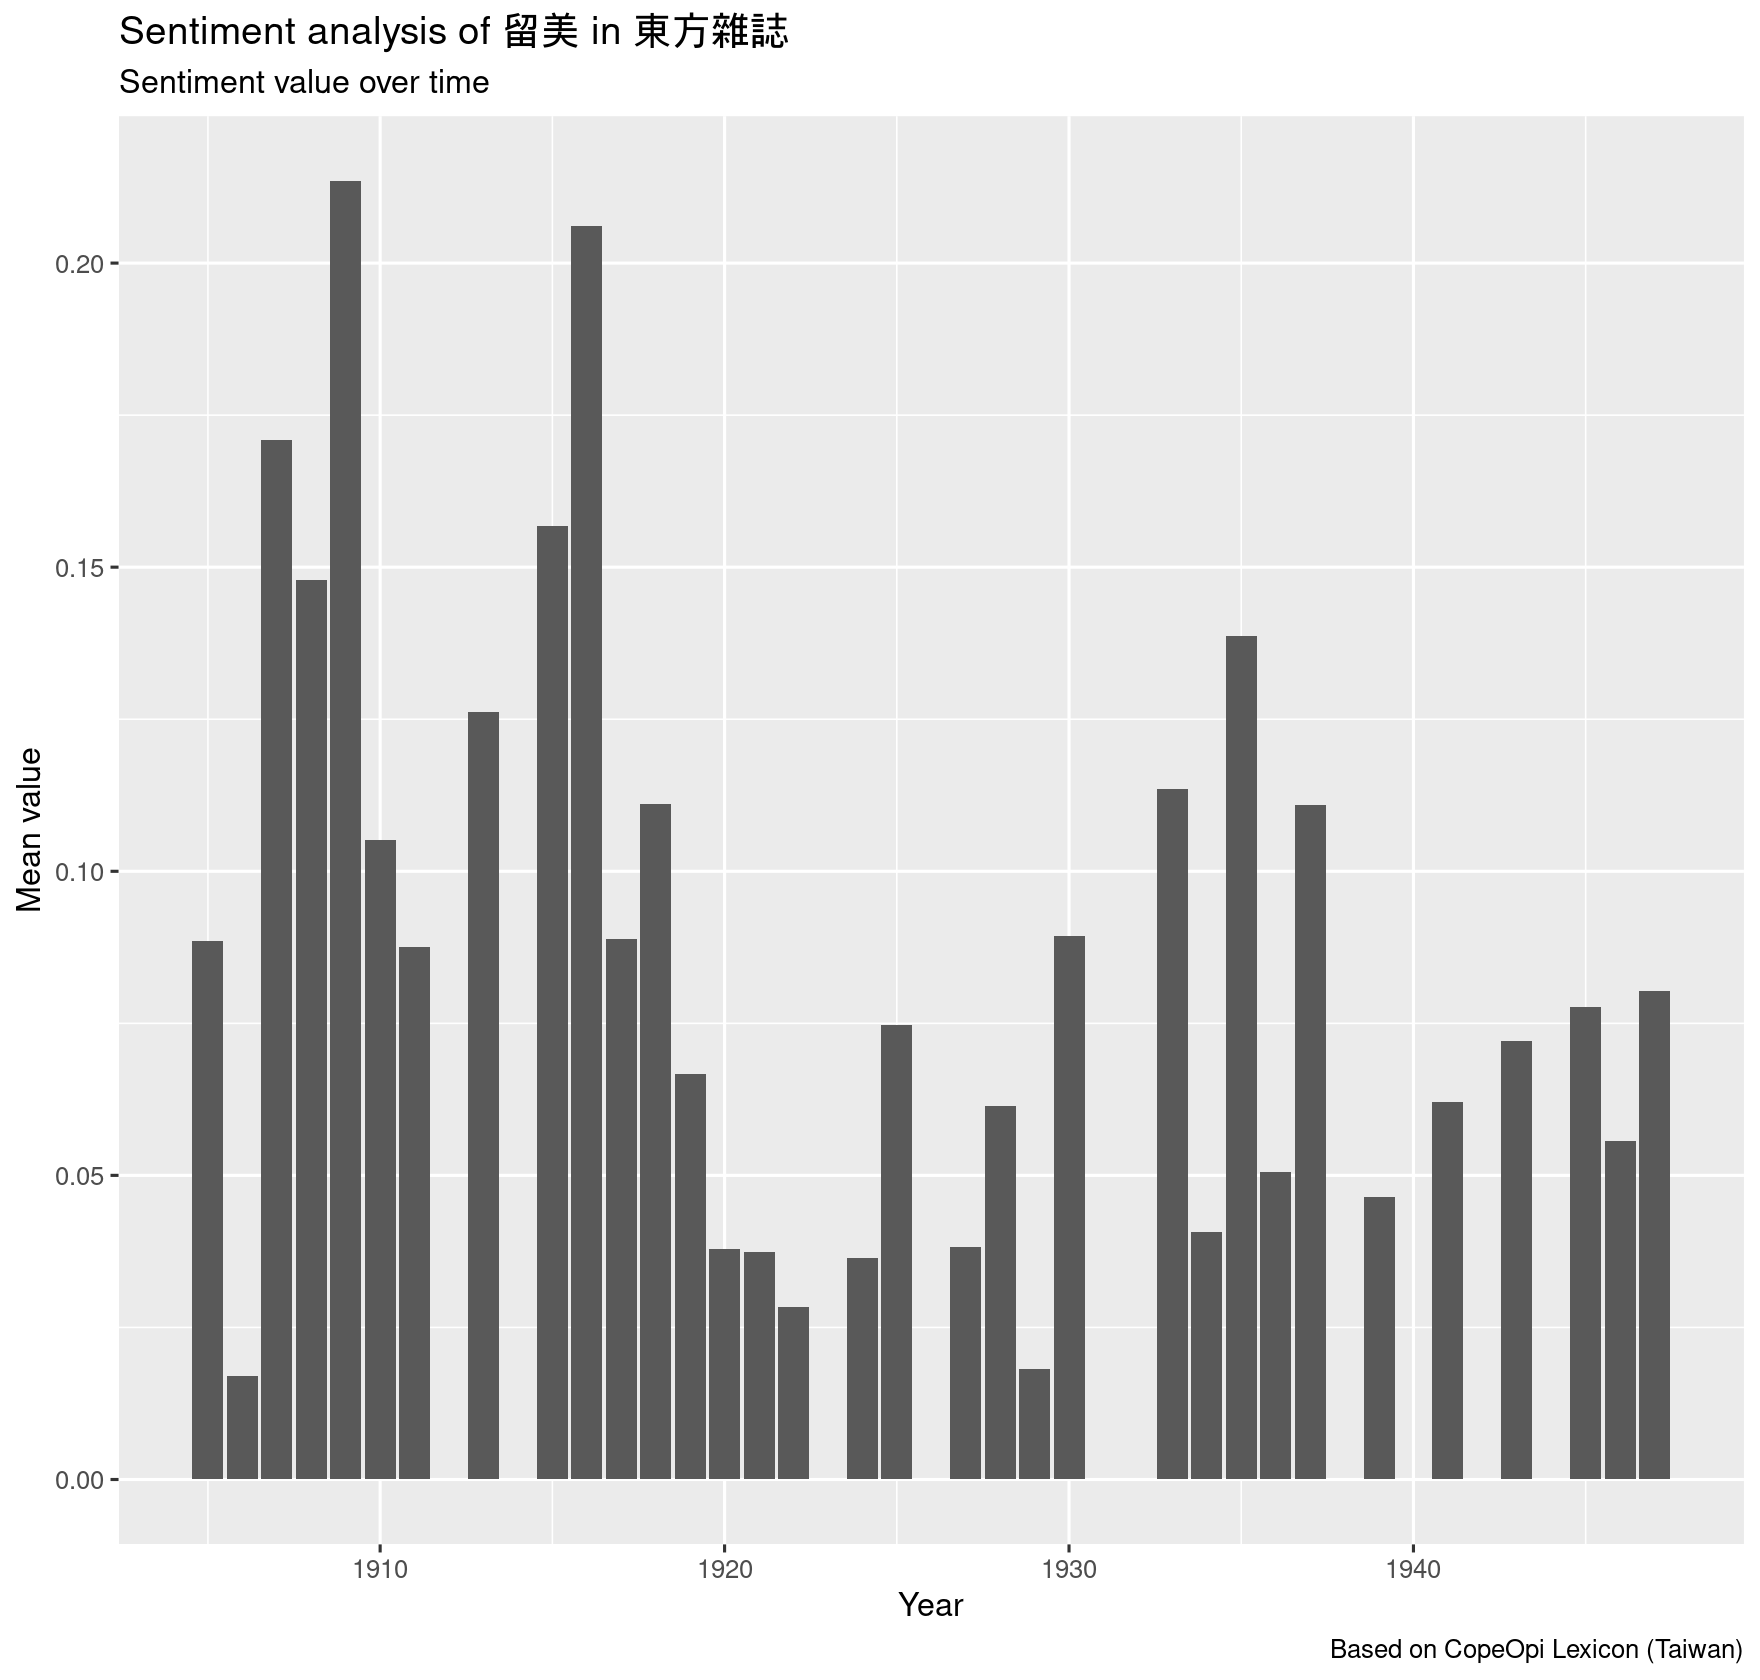 Sentiment analysis of 留美 in 東方雜誌
Sentiment value over time
Mean value
0.20
0.15
0.10
0.05
0.00
1910 1920 1930 1940
Year
Based on CopeOpi Lexicon (Taiwan)